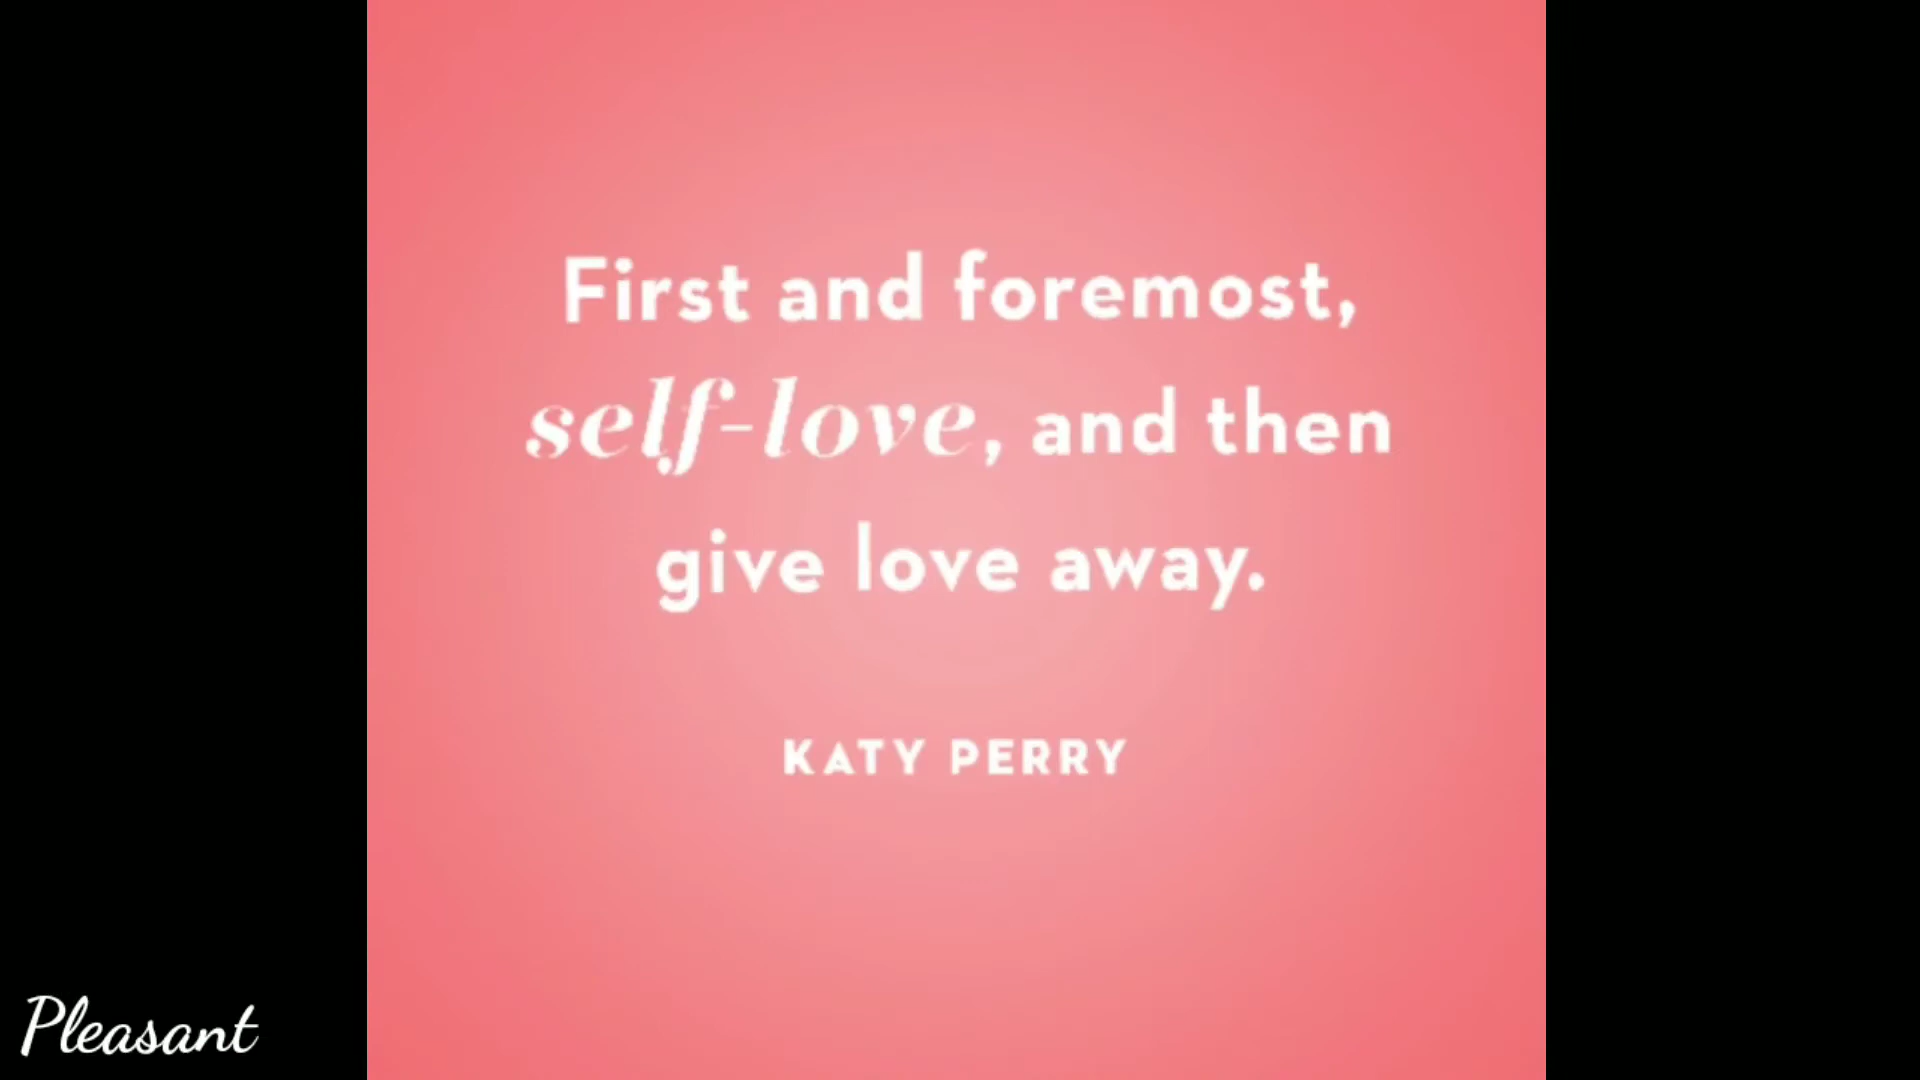 First and foremost,
self-love, and then
give love away.
KATY PERRY
Pleasant